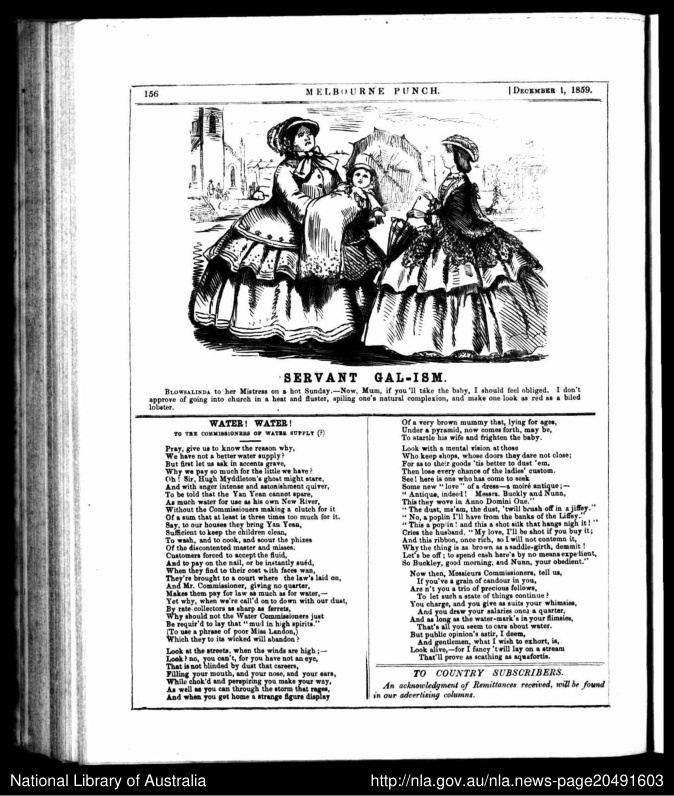 156
MELBOURNE PUNCH.
[DECEMBER 1, 1859.
SERVANT GAL-ISM.
BLOWSALINDA to her Mistress on a hot Sunday.—Now, Mum, if you'll take the baby, I should feel obliged. I don't
approve of going into church in a heat and fluster, spiling one's natural complexion, and make one look as red as a biled
lobster.
WATER! WATER!
TO THE COMMISSIONERS OF WATER SUPPLY (?)
Pray, give us to know the reason why,
We have not a better water supply?
But first let us ask in accents grave,
Why we pay so much for the little we have?
Oh! Sir, Hugh Myddleton's ghost might stare,
And with anger intense and astonishment quiver,
To be told that the Yan Yean cannot spare,
As much water for use as his own New River,
Without the Commissioners making a clutch for it
Of a sum that at least is three times too much for it.
Say, to our houses they bring Yan Yean,
Sufficient to keep the children clean,
To wash, and to cook, and scour the phizes
Of the discontented master and misses.
Customers forced to accept the fluid,
And to pay on the nail, or be instantly sued,
When they find to their cost with faces wan,
They're brought to a court where the law's laid on,
And Mr. Commissioner, giving no quarter,
Makes them pay for law as much as for water,—
Yet why, when we're call'd on to down with our dust,
By rate-collectors as sharp as ferrets,
Why should not the Water Commissioners just
Be requir'd to lay that "mud in high spirits."
(To use a phrase of poor Miss Landon,)
Which they to its wicked will abandon?
Look at the streets, when the winds are high;—
Look? no, you can't, for you have not an eye,
That is not blinded by dust that careers,
Filling your mouth, and your nose, and your ears,
While chok'd and perspiring you make your way,
As well as you can through the storm that rages,
And when you get home a strange figure display
Of a very brown mummy that, lying for ages,
Under a pyramid, now comes forth, may be,
To startle his wife and frighten the baby.
Look with a mental vision at those
Who keep shops, whose doors they dare not close;
For as to their goods 'tis better to dust 'em,
Then lose every chance of the ladies' custom.
See! here is one who has come to seek
Some new "love" of a dress—a moiré antique;—
"Antique, indeed! Messrs. Buckly and Nunn,
This they wove in Anno Domini One."
"The dust, ma'am, the dust, 'twill brush off in a jiffey."
"No, a poplin I'll have from the banks of the Liffey."
"This a poplin! and this a shot silk that hangs nigh it!"
Cries the husband, "My love, I'll be shot if you buy it;
And this ribbon, once rich, so I will not contemn it,
Why the thing is as brown as a saddle-girth, demmit!
Let's be off; to spend cash here's by no means expedient,
So Buckley, good morning, and Nunn, your obedient."
Now then, Messieurs Commissioners, tell us,
If you've a grain of candour in you,
Are n't you a trio of precious fellows,
To let such a state of things continue?
You charge, and you give as suits your whimsies,
And you draw your salaries once a quarter,
And as long as the water-mark's in your flimsies,
That's all you seem to care about water.
But public opinion's astir, I deem,
And gentlemen, what I wish to exhort, is,
Look alive,—for I fancy 'twill lay on a stream
That'll prove as scathing as aquafortis.
TO COUNTRY SUBSCRIBERS.
An acknowledgment of Remittances received, will be found
in our advertising columns.
National Library of Australia
http://nla.gov.au/nla.news-page20491603